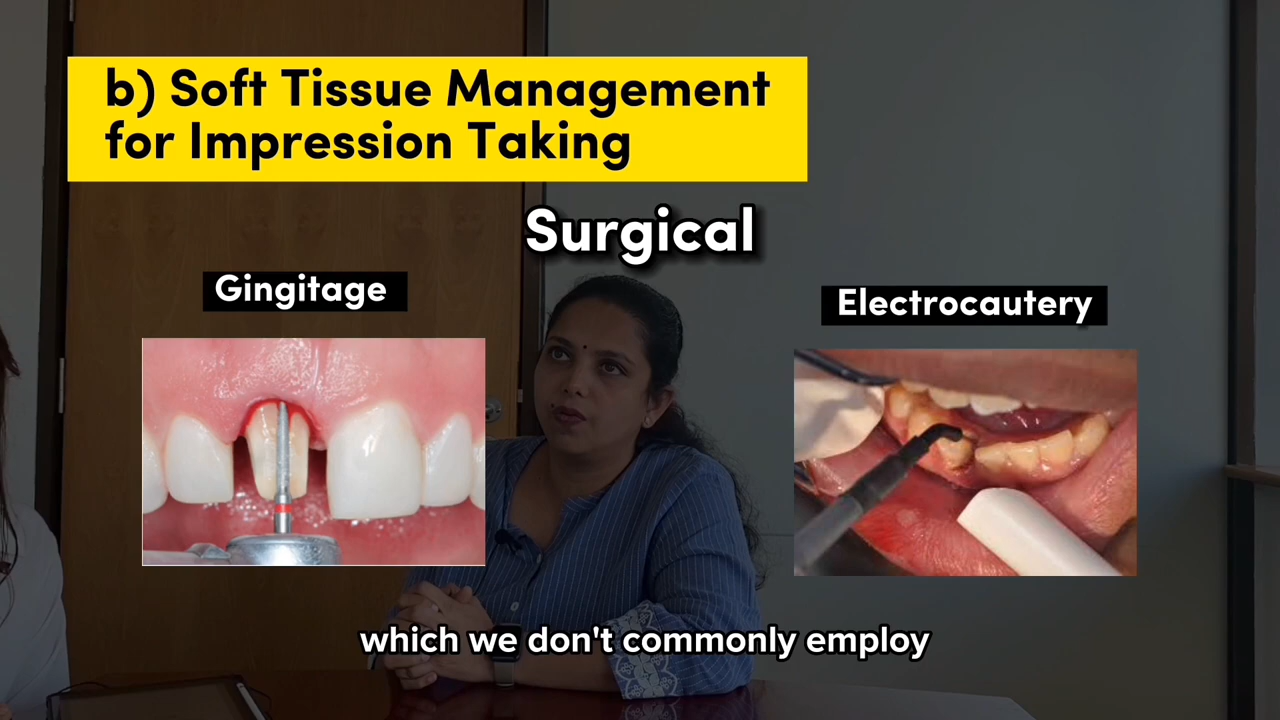 b) Soft Tissue Management
for Impression Taking
Surgical
Gingitage
Electrocautery
which we don't commonly employ